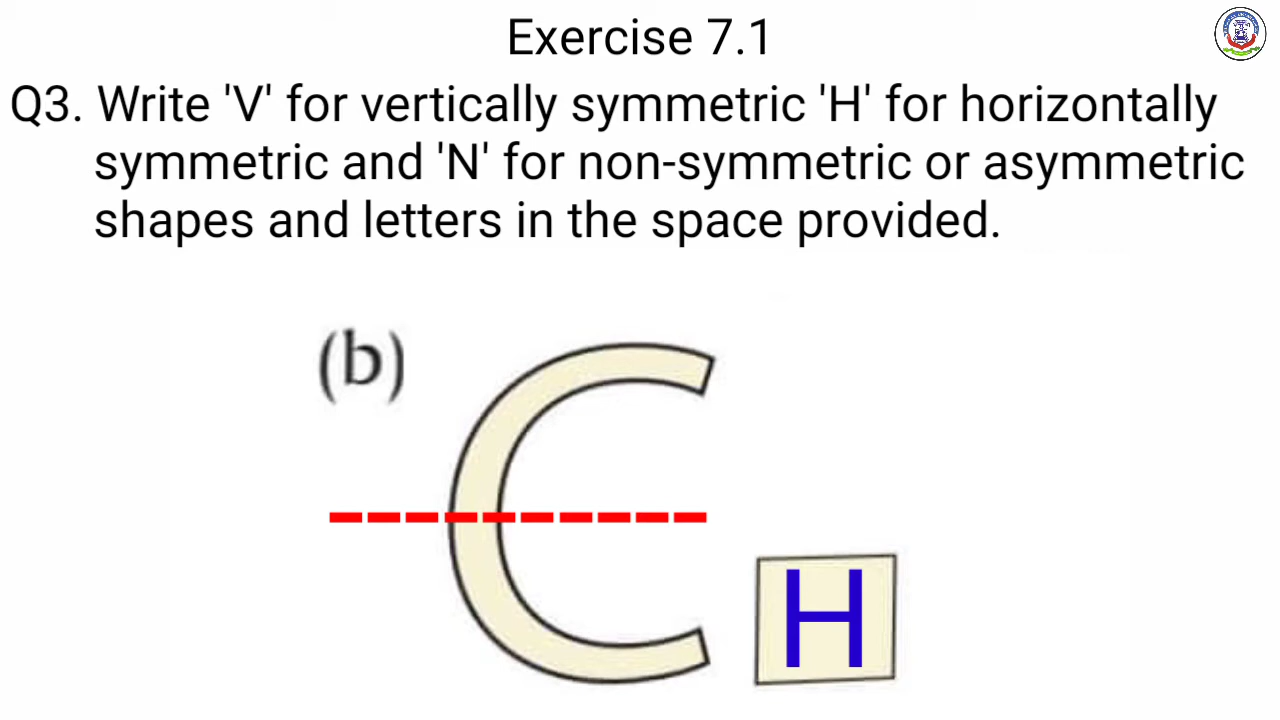 Exercise 7.1
Q3. Write 'V' for vertically symmetric 'H' for horizontally
symmetric and 'N' for non-symmetric or asymmetric
shapes and letters in the space provided.
(b)
C
H